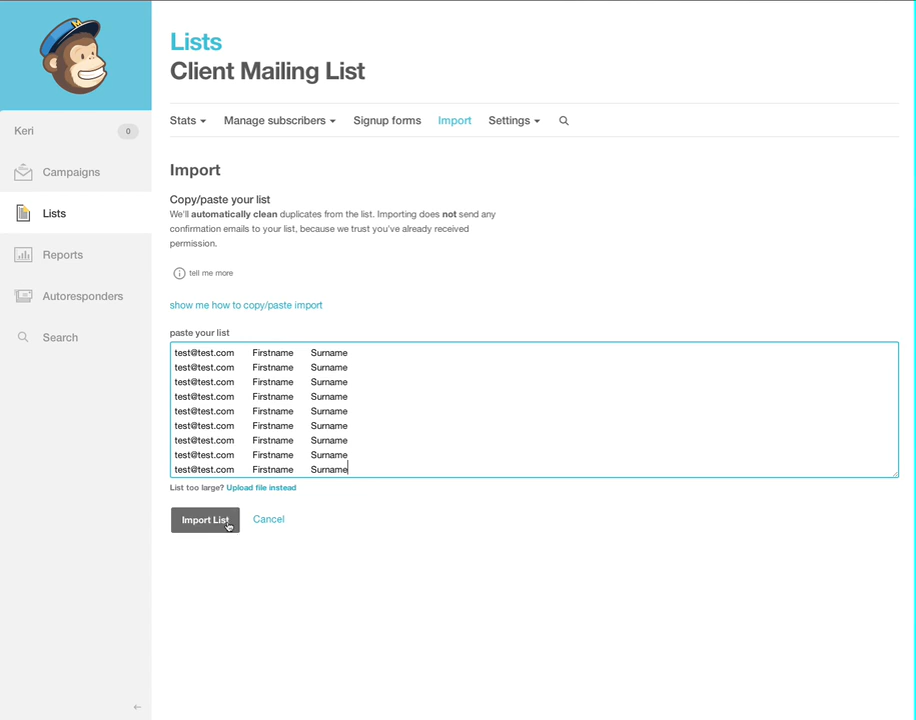 Lists
Client Mailing List
Keri 0
Stats Manage subscribers Signup forms Import Settings
Campaigns
Lists
Reports
Autoresponders
Search
Import
Copy/paste your list
We'll automatically clean duplicates from the list. Importing does not send any
confirmation emails to your list, because we trust you've already received
permission.
tell me more
show me how to copy/paste import
paste your list
test@test.com Firstname Surname
test@test.com Firstname Surname
test@test.com Firstname Surname
test@test.com Firstname Surname
test@test.com Firstname Surname
test@test.com Firstname Surname
test@test.com Firstname Surname
test@test.com Firstname Surname
test@test.com Firstname Surname
List too large? Upload file instead
Import List Cancel